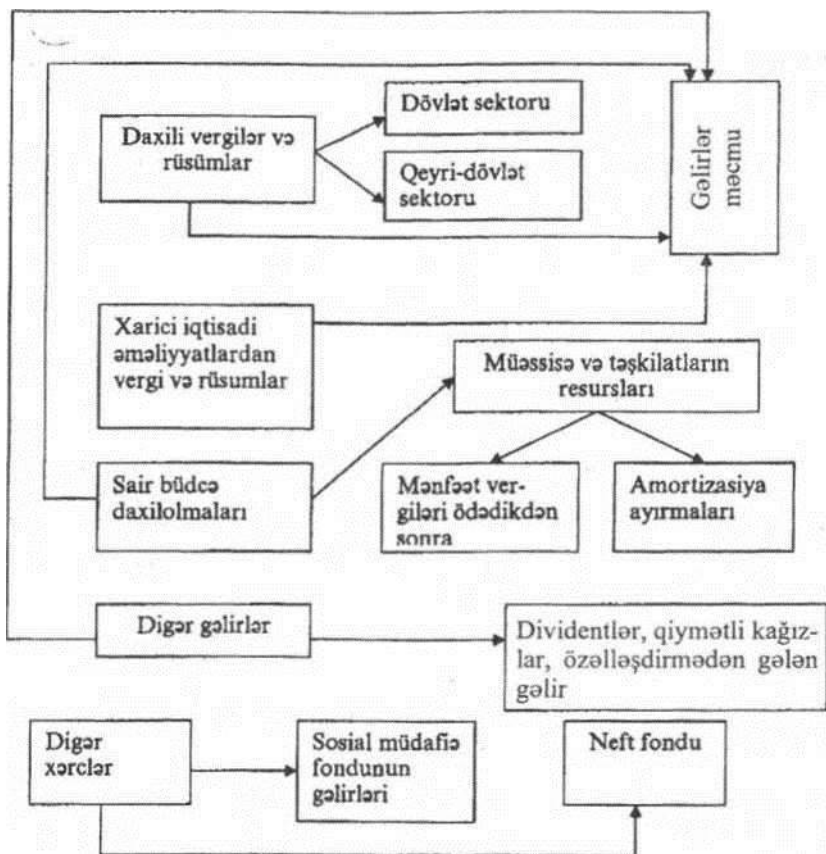 Dövlət sektoru
Daxili vergilər və
rüsümlar
Qeyri-dövlət
sektoru
Gəlirlər
məcmu
Xarici iqtisadi
əməliyyatlardan
vergi və rüsumlar
Müəssisə və təşkilatların
resursları
Sair büdcə
daxilolmaları
Mənfəət ver-
giləri ödədikdən
sonra
Amortizasiya
ayırmaları
Digər gəlirlər
Dividentlər, qiymətli kağız-
lar, özəlləşdirmədən gələn
gəlir
Digər
xərclər
Sosial müdafiə
fondunun
gəlirləri
Neft fondu